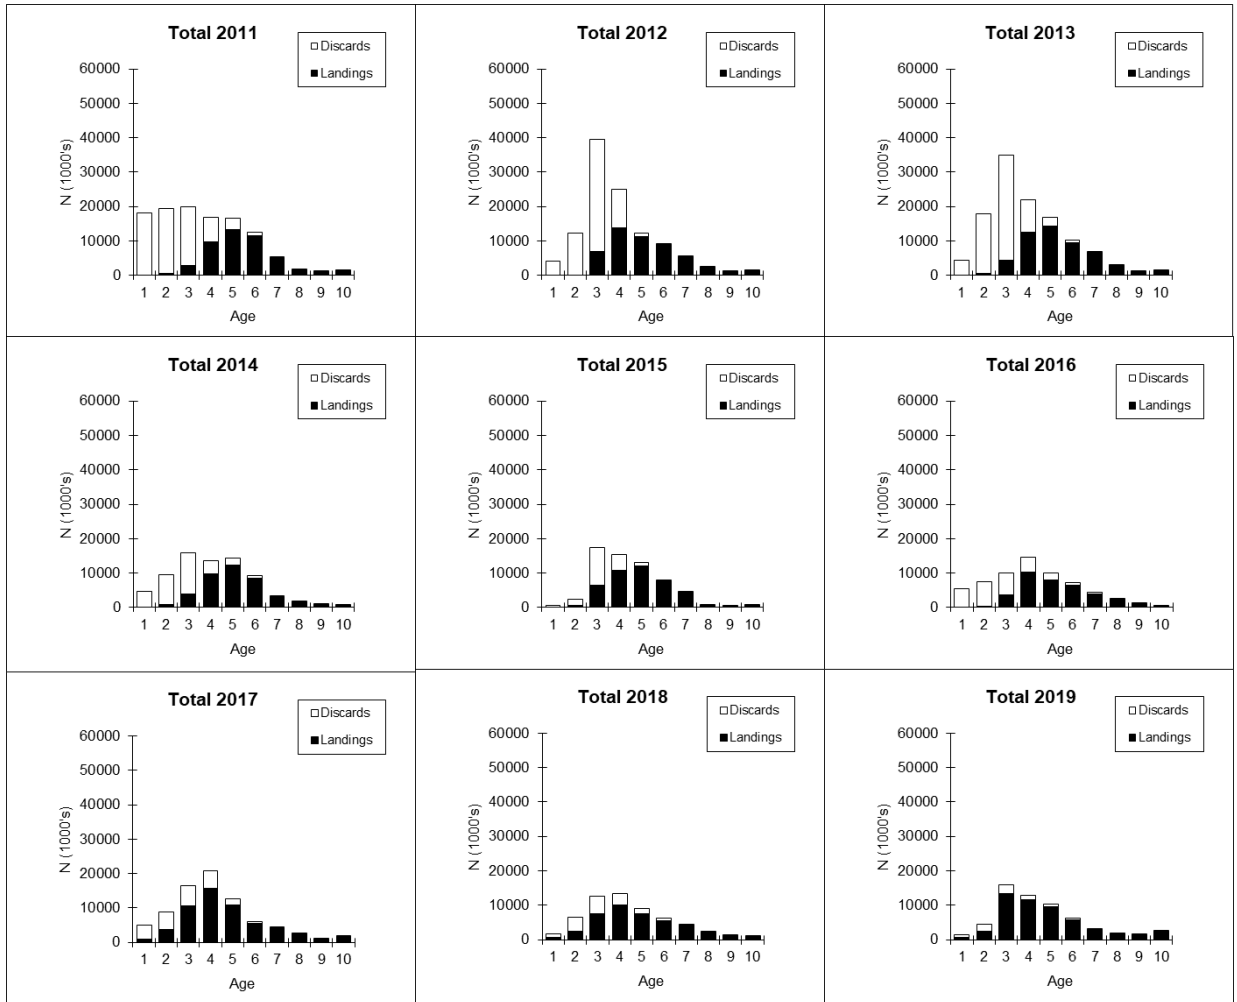 Total 2011
Discards
Landings
60000
50000
40000
30000
20000
10000
0
N (1000's)
1 2 3 4 5 6 7 8 9 10
Age
Total 2012
Discards
Landings
60000
50000
40000
30000
20000
10000
0
N (1000's)
1 2 3 4 5 6 7 8 9 10
Age
Total 2013
Discards
Landings
60000
50000
40000
30000
20000
10000
0
N (1000's)
1 2 3 4 5 6 7 8 9 10
Age
Total 2014
Discards
Landings
60000
50000
40000
30000
20000
10000
0
N (1000's)
1 2 3 4 5 6 7 8 9 10
Age
Total 2015
Discards
Landings
60000
50000
40000
30000
20000
10000
0
N (1000's)
1 2 3 4 5 6 7 8 9 10
Age
Total 2016
Discards
Landings
60000
50000
40000
30000
20000
10000
0
N (1000's)
1 2 3 4 5 6 7 8 9 10
Age
Total 2017
Discards
Landings
60000
50000
40000
30000
20000
10000
0
N (1000's)
1 2 3 4 5 6 7 8 9 10
Age
Total 2018
Discards
Landings
60000
50000
40000
30000
20000
10000
0
N (1000's)
1 2 3 4 5 6 7 8 9 10
Age
Total 2019
Discards
Landings
60000
50000
40000
30000
20000
10000
0
N (1000's)
1 2 3 4 5 6 7 8 9 10
Age